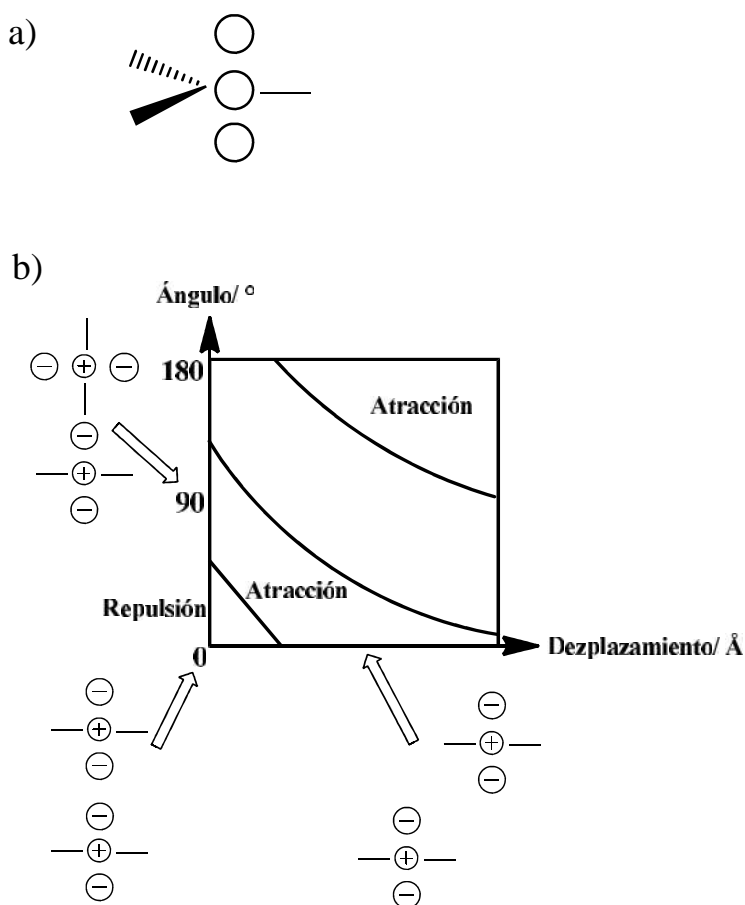 a)
b)
Ángulo/ °
180
Atracción
90
Atracción
Repulsión
0
Dezplazamiento/ Å